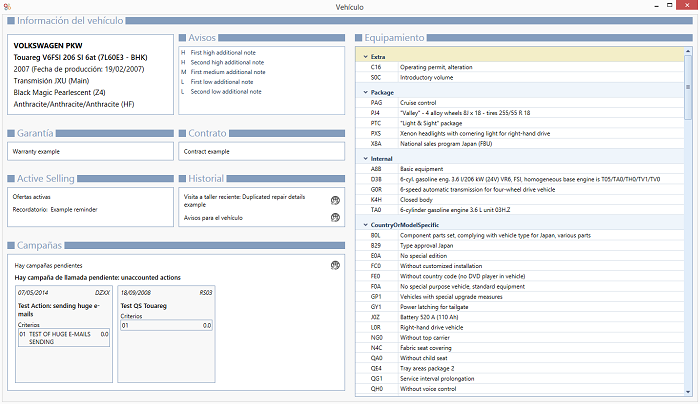 Vehículo
Información del vehículo
VOLKSWAGEN PKW
Touareg V6FSI 206 SI 6at (7L60E3 - BHK)
2007 (Fecha de producción: 19/02/2007)
Transmisión JXU (Main)
Black Magic Pearlescent (Z4)
Anthracite/Anthracite/Anthracite (HF)
Avisos
H First high additional note
H Second high additional note
M First medium additional note
L First low additional note
L Second low additional note
Garantía
Warranty example
Contrato
Contract example
Active Selling
Ofertas activas
Recordatorio: Example reminder
Historial
Visita a taller reciente: Duplicated repair details
example
Avisos para el vehículo
Campañas
Hay campañas pendientes
Hay campaña de llamada pendiente: unaccounted actions
07/05/2014 DZXX
Test Action: sending huge e-
mails
Criterios
01 TEST OF HUGE E-MAILS 0.0
SENDING
18/09/2008 RS03
Test QS Touareg
Criterios
01 0.0
Equipamiento
Extra
C16 Operating permit, alteration
S0C Introductory volume
Package
PAG Cruise control
PJ4 "Valley" - 4 alloy wheels 8J x 18 - tires 255/55 R 18
PTC "Light & Sight" package
PXS Xenon headlights with cornering light for right-hand drive
X8A National sales program Japan (F8U)
Internal
A8B Basic equipment
D3B 6-cyl. gasoline eng. 3.6 l/206 kW (24V) VR6, FSI, homogeneous base engine is T05/TA0/TH0/TV1/TV0
G0R 6-speed automatic transmission for four-wheel drive vehicle
K4H Closed body
TA0 6-cylinder gasoline engine 3.6 L unit 03H.Z
CountryOrModelSpecific
B0L Component parts set, complying with vehicle type for Japan, various parts
B29 Type approval Japan
E0A No special edition
FC0 Without customized installation
FE0 Without country code (no DVD player in vehicle)
F0A No special purpose vehicle, standard equipment
GP1 Vehicles with special upgrade measures
GY1 Power latching for tailgate
J0Z Battery 520 A (110 Ah)
L0R Right-hand drive vehicle
NG0 Without top carrier
N4C Fabric seat covering
QA0 Without child seat
QE4 Tray areas package 2
QG1 Service interval prolongation
QH0 Without voice control